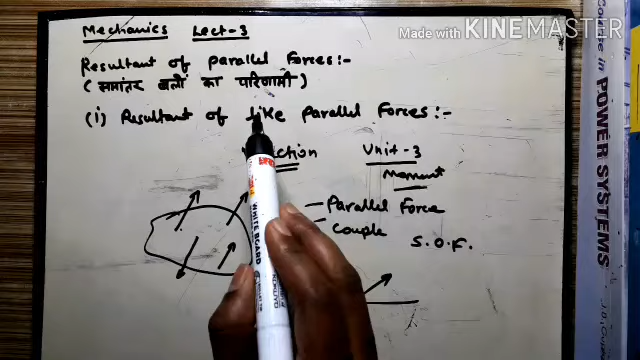 Made with KINEMASTER
Mechanics Lect-3
Resultant of parallel Forces:-
(समांतर बलों का परिणामी)
(i) Resultant of Like Parallel Forces:-
Unit-3
Moment
– Parallel Force
– Couple
S.O.F.
WHITE BOARD
KOKUYO
POWER SYSTEMS